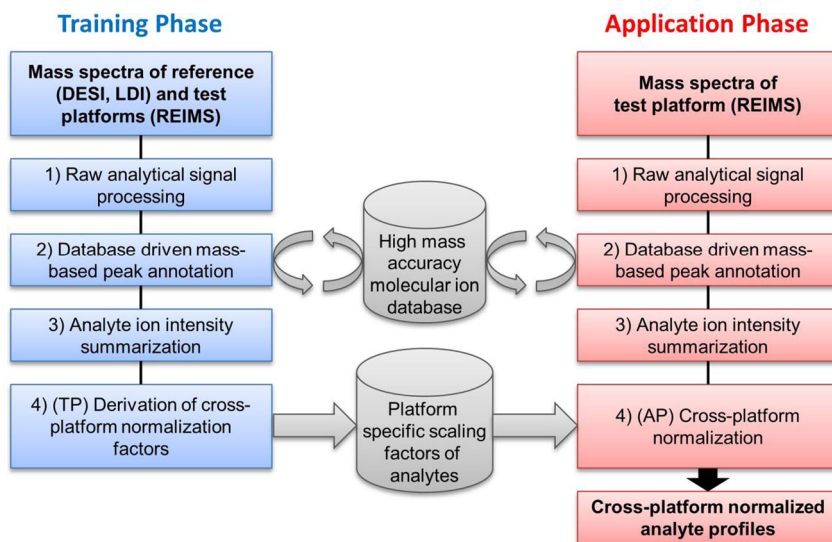 Training Phase
Mass spectra of reference
(DESI, LDI) and test
platforms (REIMS)
1) Raw analytical signal
processing
2) Database driven mass-
based peak annotation
3) Analyte ion intensity
summarization
4) (TP) Derivation of cross-
platform normalization
factors
High mass
accuracy
molecular ion
database
Platform
specific scaling
factors of
analytes
Application Phase
Mass spectra of
test platform (REIMS)
1) Raw analytical signal
processing
2) Database driven mass-
based peak annotation
3) Analyte ion intensity
summarization
4) (AP) Cross-platform
normalization
Cross-platform normalized
analyte profiles